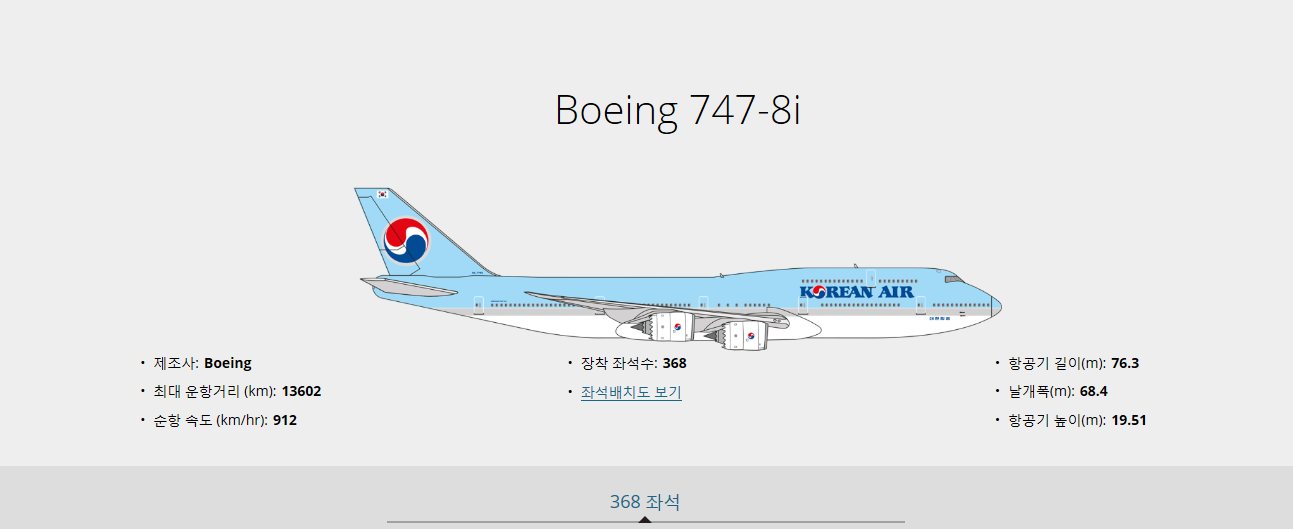 Boeing 747-8i
KOREAN AIR
대한항공
• 제조사: Boeing
• 최대 운항거리 (km): 13602
• 순항 속도 (km/hr): 912
• 장착 좌석수: 368
• 좌석배치도 보기
• 항공기 길이(m): 76.3
• 날개폭(m): 68.4
• 항공기 높이(m): 19.51
368 좌석